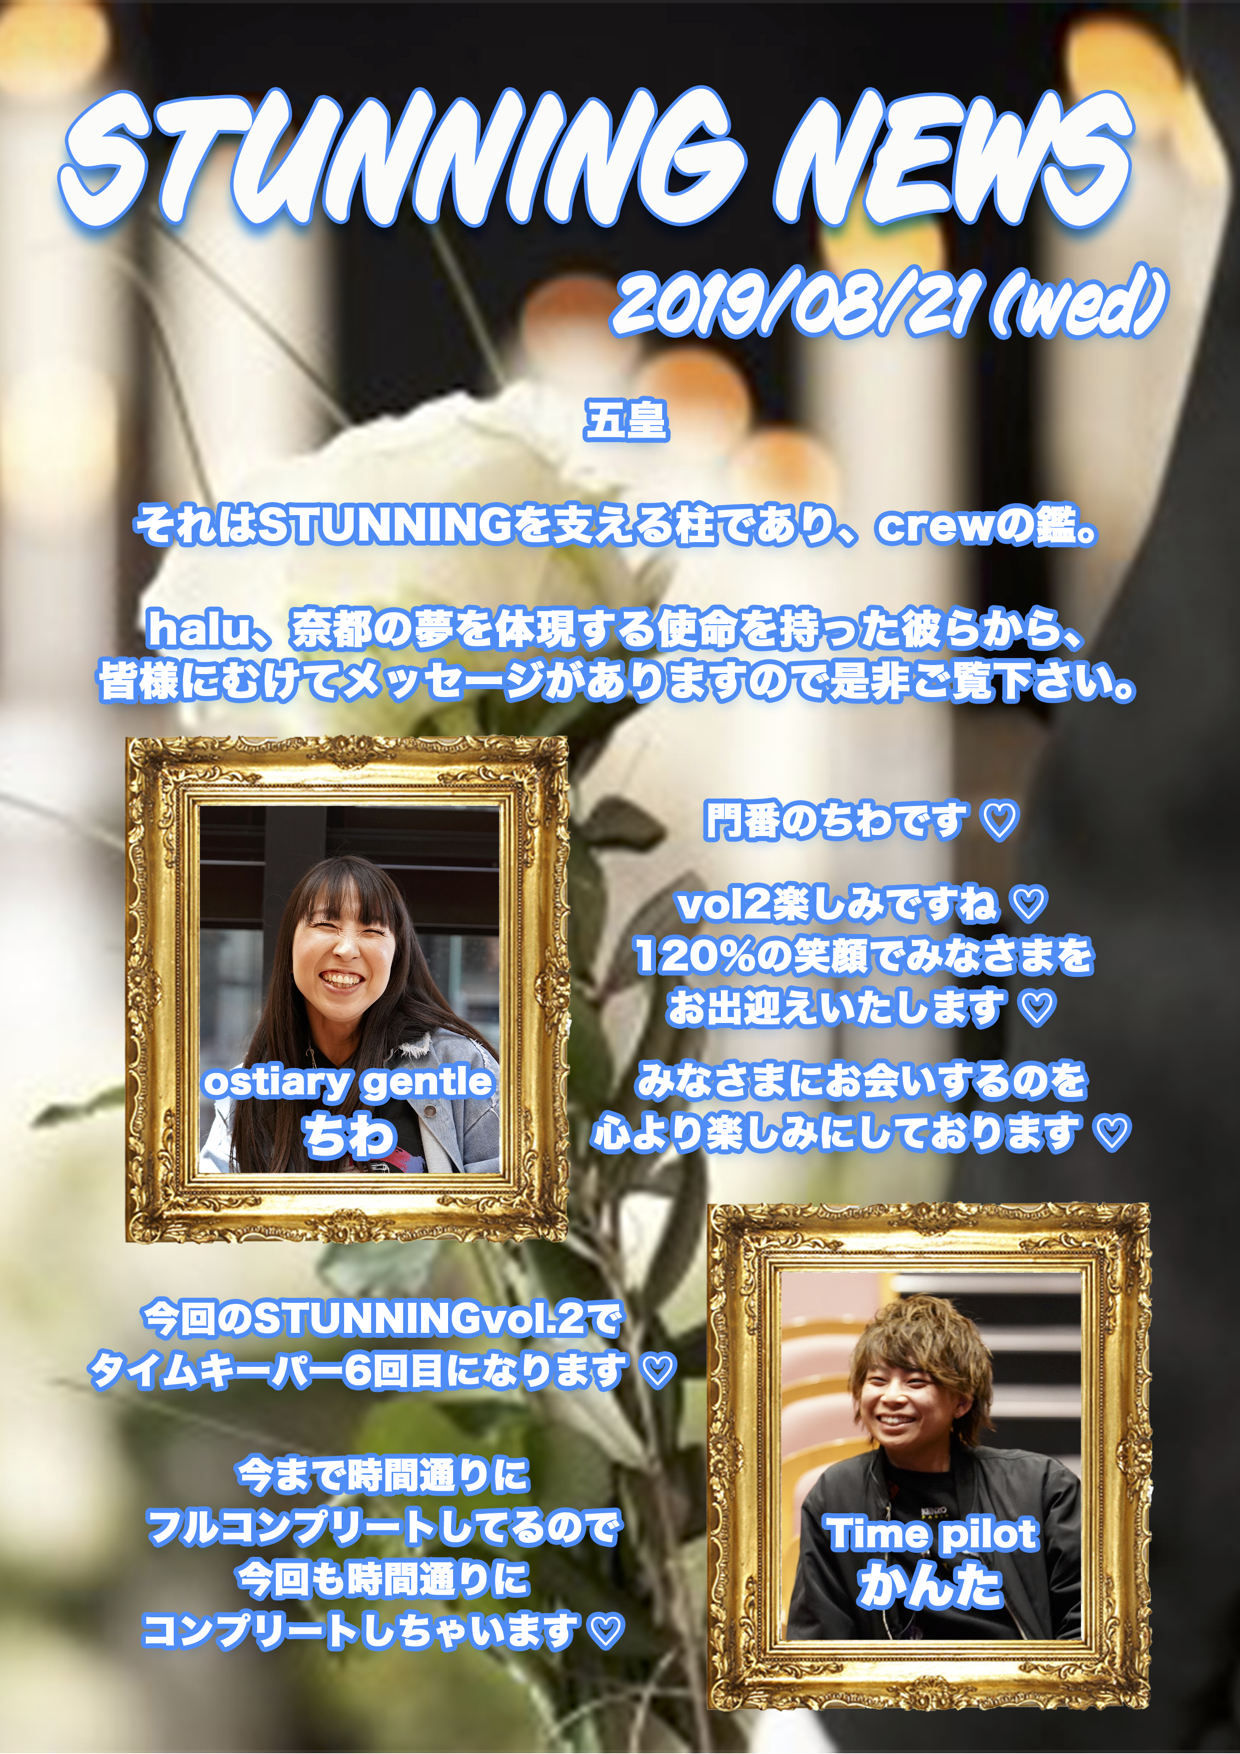 STUNNING NEWS
2019/08/21 (wed)
五皇
それはSTUNNINGを支える柱であり、crewの鑑。
halu、奈都の夢を体現する使命を持った彼らから、
皆様にむけてメッセージがありますので是非ご覧下さい。
門番のちわです ♡
vol2楽しみですね ♡
120%の笑顔でみなさまを
お出迎えいたします ♡
みなさまにお会いするのを
心より楽しみにしております ♡
ostiary gentle
ちわ
今回のSTUNNINGvol.2で
タイムキーパー6回目になります ♡
今まで時間通りに
フルコンプリートしてるので
今回も時間通りに
コンプリートしちゃいます ♡
KENZO
Time pilot
かんた